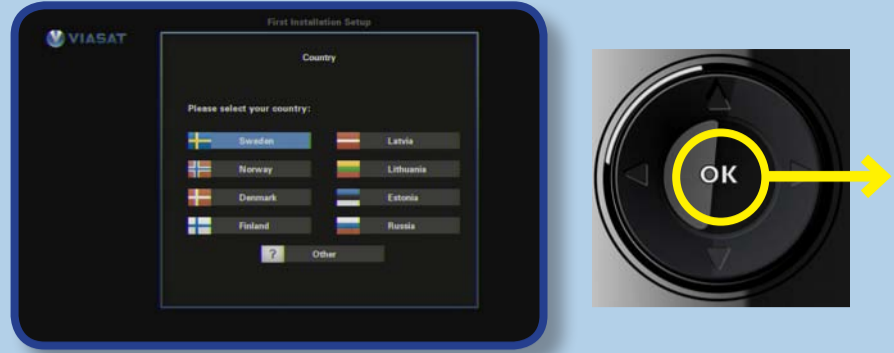 First Installation Setup
VIASAT
Country
Please select your country:
Sweden
Latvia
Norway
Lithuania
Denmark
Estonia
Finland
Russia
?
Other
OK